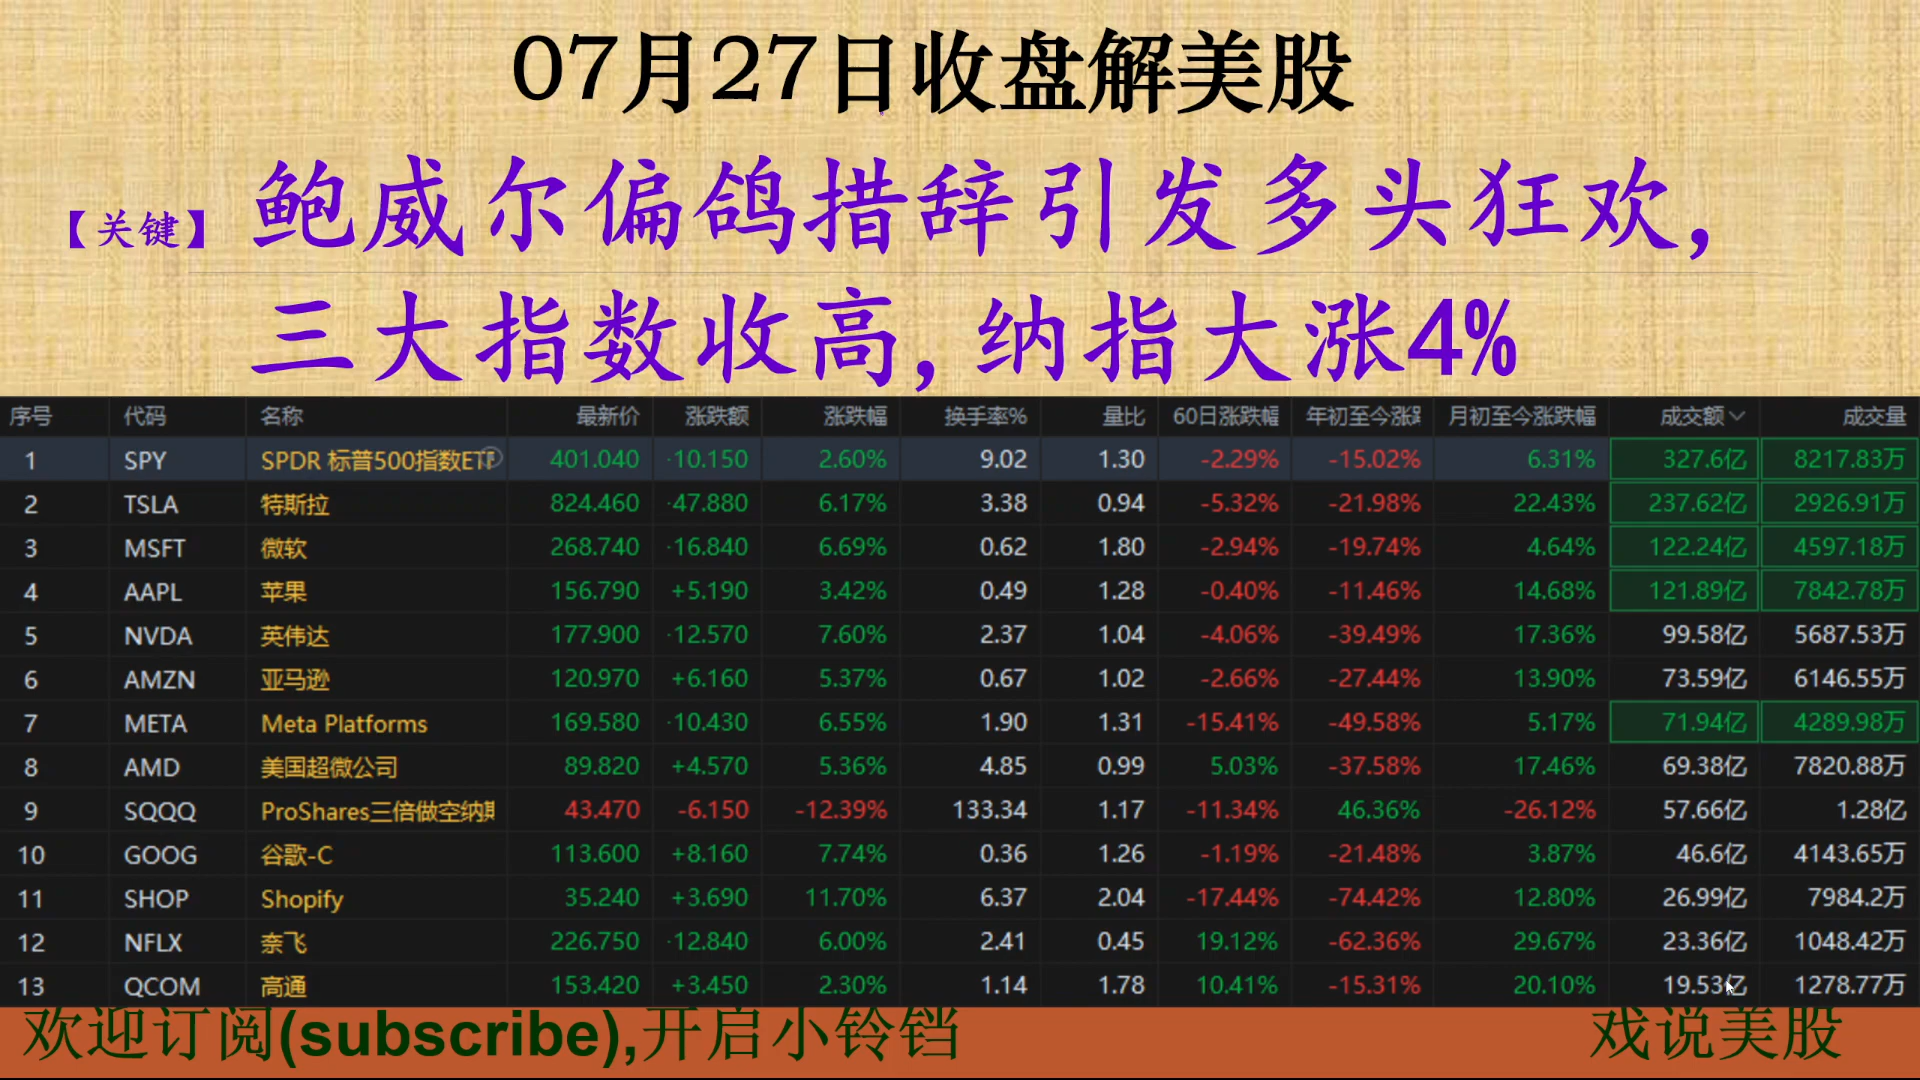 07月27日收盘解美股
【关键】鲍威尔偏鸽措辞引发多头狂欢,
三大指数收高,纳指大涨4%
序号 代码 名称 最新价 涨跌额 涨跌幅 换手率% 量比 60日涨跌幅 年初至今涨跌 月初至今涨跌幅 成交额 成交量
1 SPY SPDR 标普500指数ETF 401.040 10.150 2.60% 9.02 1.30 -2.29% -15.02% 6.31% 327.6亿 8217.83万
2 TSLA 特斯拉 824.460 47.880 6.17% 3.38 0.94 -5.32% -21.98% 22.43% 237.62亿 2926.91万
3 MSFT 微软 268.740 16.840 6.69% 0.62 1.80 -2.94% -19.74% 4.64% 122.24亿 4597.18万
4 AAPL 苹果 156.790 +5.190 3.42% 0.49 1.28 -0.40% -11.46% 14.68% 121.89亿 7842.78万
5 NVDA 英伟达 177.900 12.570 7.60% 2.37 1.04 -4.06% -39.49% 17.36% 99.58亿 5687.53万
6 AMZN 亚马逊 120.970 +6.160 5.37% 0.67 1.02 -2.66% -27.44% 13.90% 73.59亿 6146.55万
7 META Meta Platforms 169.580 10.430 6.55% 1.90 1.31 -15.41% -49.58% 5.17% 71.94亿 4289.98万
8 AMD 美国超微公司 89.820 +4.570 5.36% 4.85 0.99 5.03% -37.58% 17.46% 69.38亿 7820.88万
9 SQQQ ProShares三倍做空纳斯 43.470 -6.150 -12.39% 133.34 1.17 -11.34% 46.36% -26.12% 57.66亿 1.28亿
10 GOOG 谷歌-C 113.600 +8.160 7.74% 0.36 1.26 -1.19% -21.48% 3.87% 46.6亿 4143.65万
11 SHOP Shopify 35.240 +3.690 11.70% 6.37 2.04 -17.44% -74.42% 12.80% 26.99亿 7984.2万
12 NFLX 奈飞 226.750 12.840 6.00% 2.41 0.45 19.12% -62.36% 29.67% 23.36亿 1048.42万
13 QCOM 高通 153.420 +3.450 2.30% 1.14 1.78 10.41% -15.31% 20.10% 19.53亿 1278.77万
欢迎订阅(subscribe),开启小铃铛 戏说美股